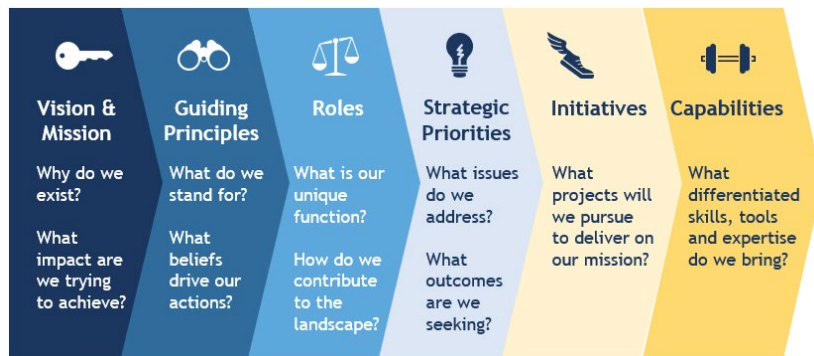 Vision &
Mission
Why do we
exist?
What
impact are
we trying
to achieve?
Guiding
Principles
What do we
stand for?
What
beliefs
drive our
actions?
Roles
What is our
unique
function?
How do we
contribute
to the
landscape?
Strategic
Priorities
What issues
do we
address?
What
outcomes
are we
seeking?
Initiatives
What
projects will
we pursue
to deliver on
our mission?
Capabilities
What
differentiated
skills, tools
and expertise
do we bring?